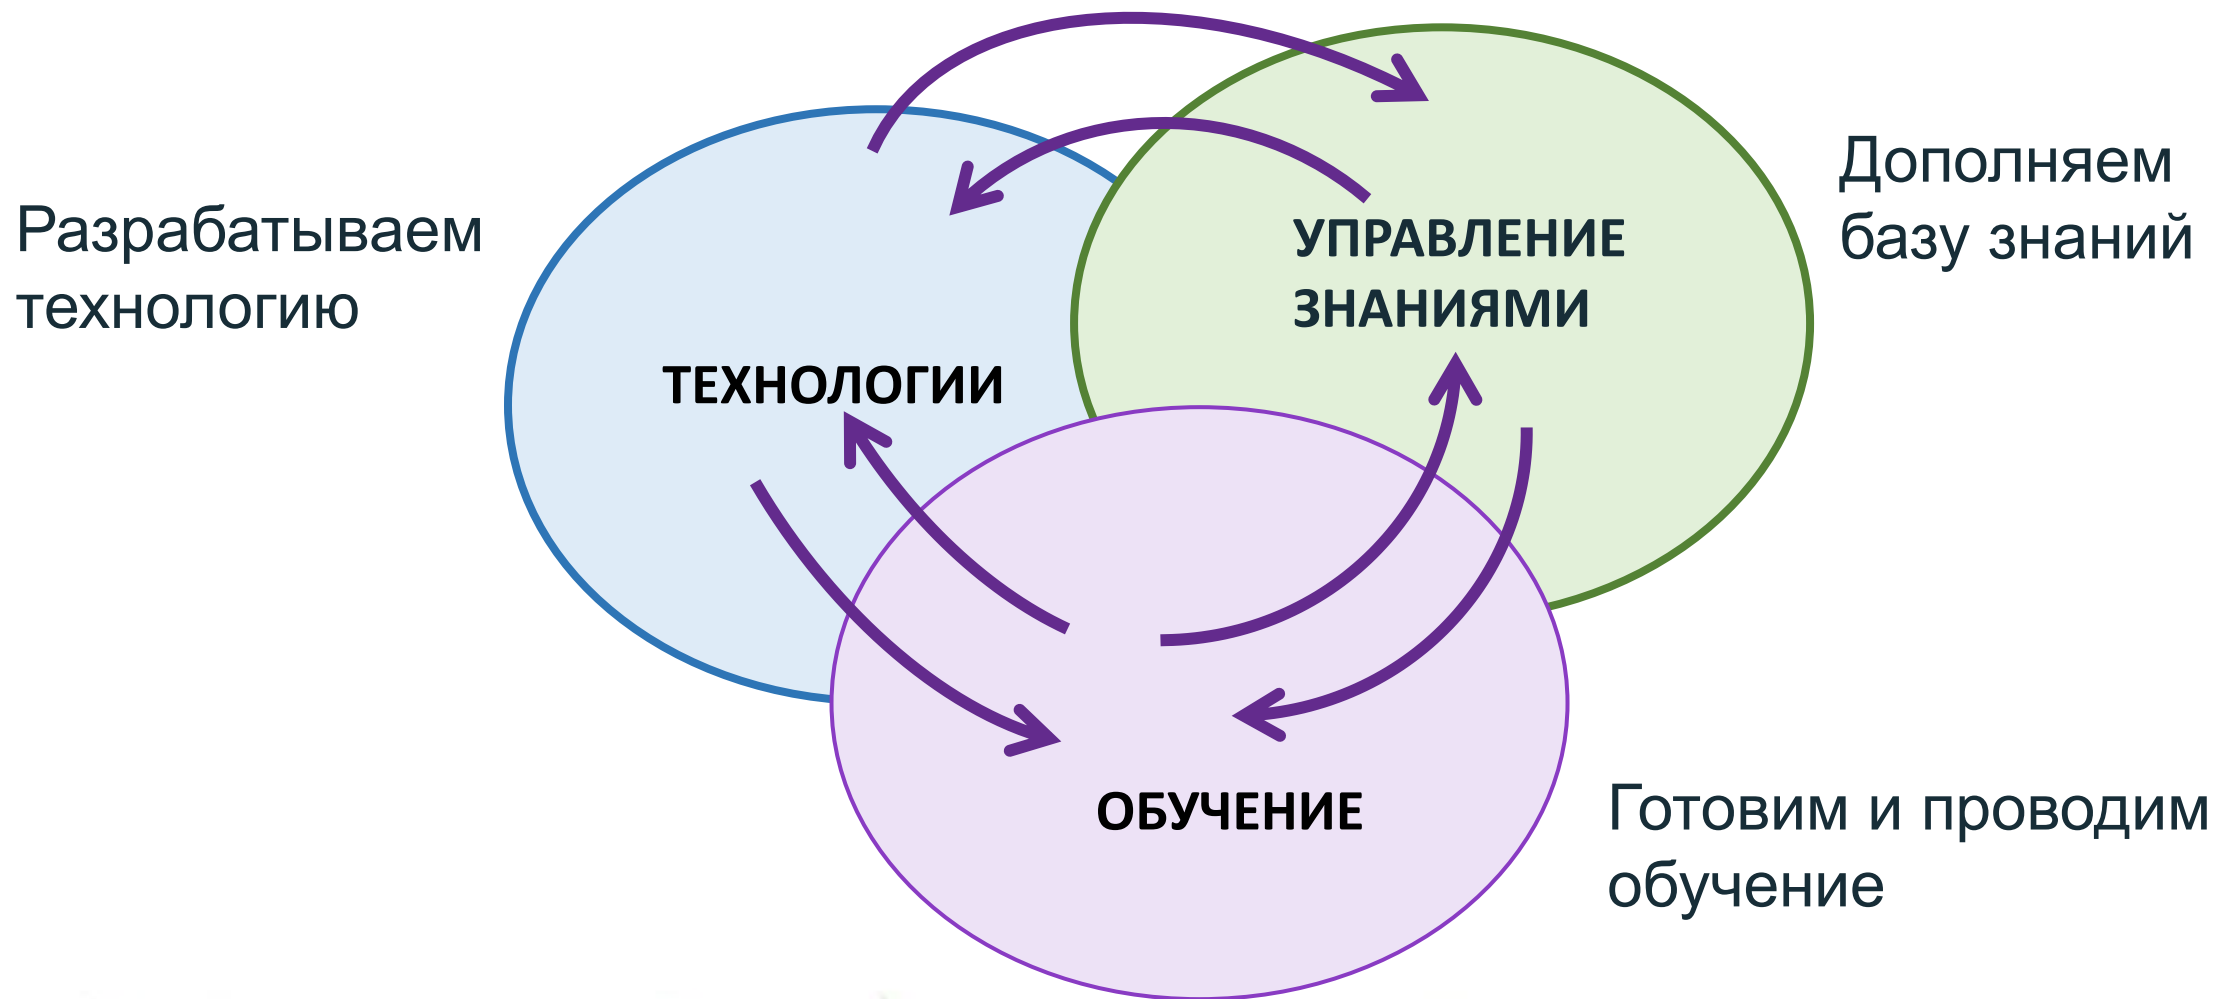 Разрабатываем
технологию
ТЕХНОЛОГИИ
УПРАВЛЕНИЕ
ЗНАНИЯМИ
Дополняем
базу знаний
ОБУЧЕНИЕ
Готовим и проводим
обучение